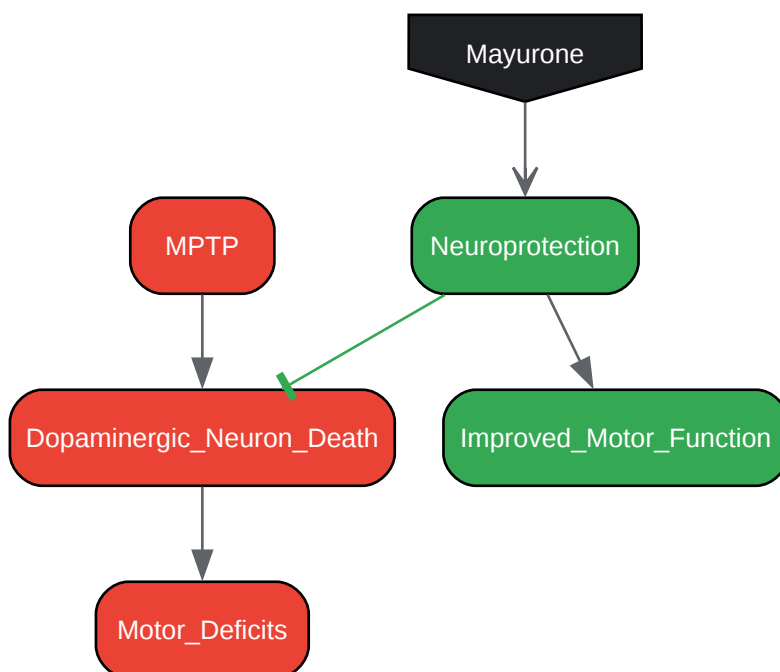 Mayurone
MPTP
Neuroprotection
Dopaminergic_Neuron_Death
Improved_Motor_Function
Motor_Deficits